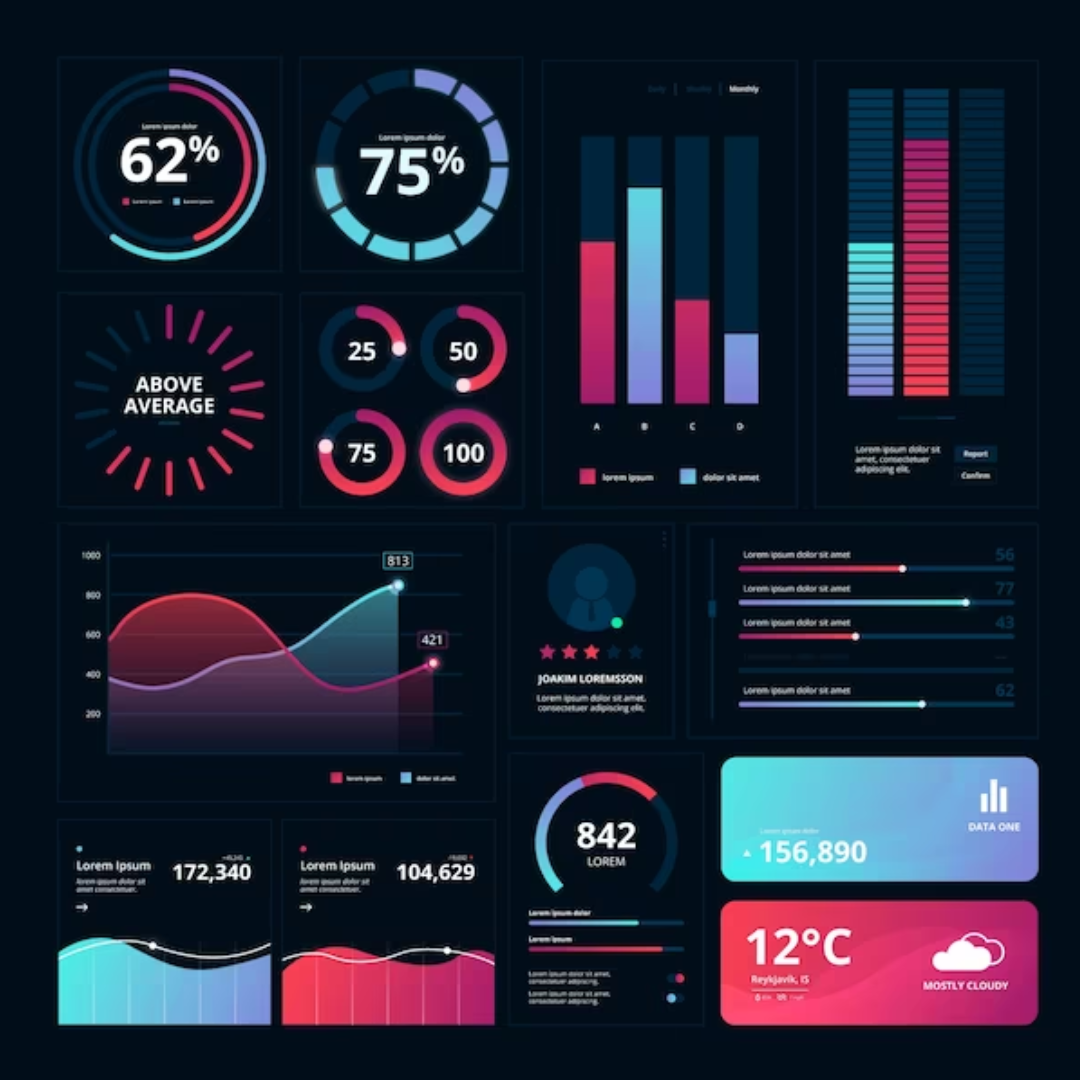 Lorem ipsum dolor
62%
lorem ipsum
lorem ipsum
Lorem ipsum dolor
75%
Daily
Weekly
Monthly
A
B
C
D
lorem ipsum
dolor sit amet
Lorem ipsum dolor sit
amet, consectetuer
adipiscing elit.
Report
Confirm
ABOVE
AVERAGE
25
50
75
100
1000
800
600
400
200
813
421
lorem ipsum
dolor sit amet
JOAKIM LOREMSSON
Lorem ipsum dolor sit amet,
consectetuer adipiscing elit.
Lorem ipsum dolor sit amet
56
Lorem ipsum dolor sit amet
77
Lorem ipsum dolor sit amet
43
Lorem ipsum dolor sit amet
62
Lorem Ipsum
172,340
lorem ipsum dolor sit
amet consectetuer.
Lorem Ipsum
104,629
lorem ipsum dolor sit
amet consectetuer.
842
LOREM
Lorem ipsum dolor
Lorem ipsum
Lorem ipsum dolor sit amet,
consectetuer adipiscing.
Lorem ipsum dolor sit amet,
consectetuer adipiscing.
DATA ONE
Lorem ipsum dolor
156,890
12°C
Reykjavík, IS
MOSTLY CLOUDY